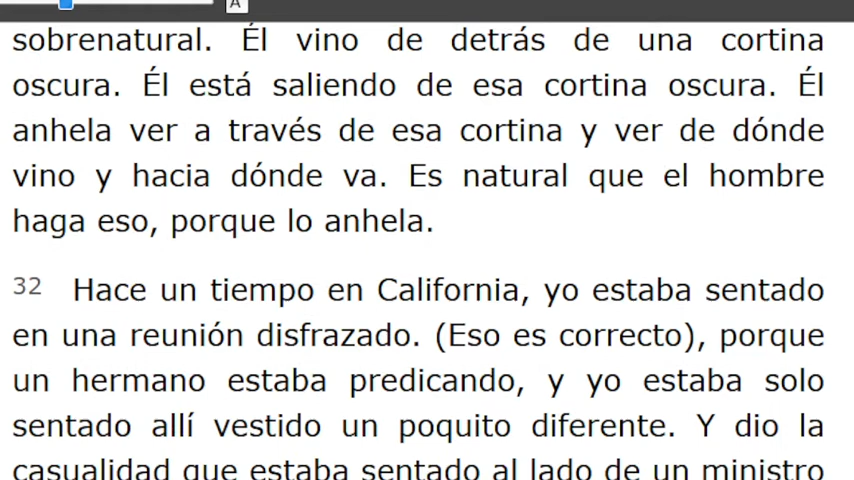 A
sobrenatural. Él vino de detrás de una cortina
oscura. Él está saliendo de esa cortina oscura. Él
anhela ver a través de esa cortina y ver de dónde
vino y hacia dónde va. Es natural que el hombre
haga eso, porque lo anhela.
32 Hace un tiempo en California, yo estaba sentado
en una reunión disfrazado. (Eso es correcto), porque
un hermano estaba predicando, y yo estaba solo
sentado allí vestido un poquito diferente. Y dio la
casualidad que estaba sentado al lado de un ministro